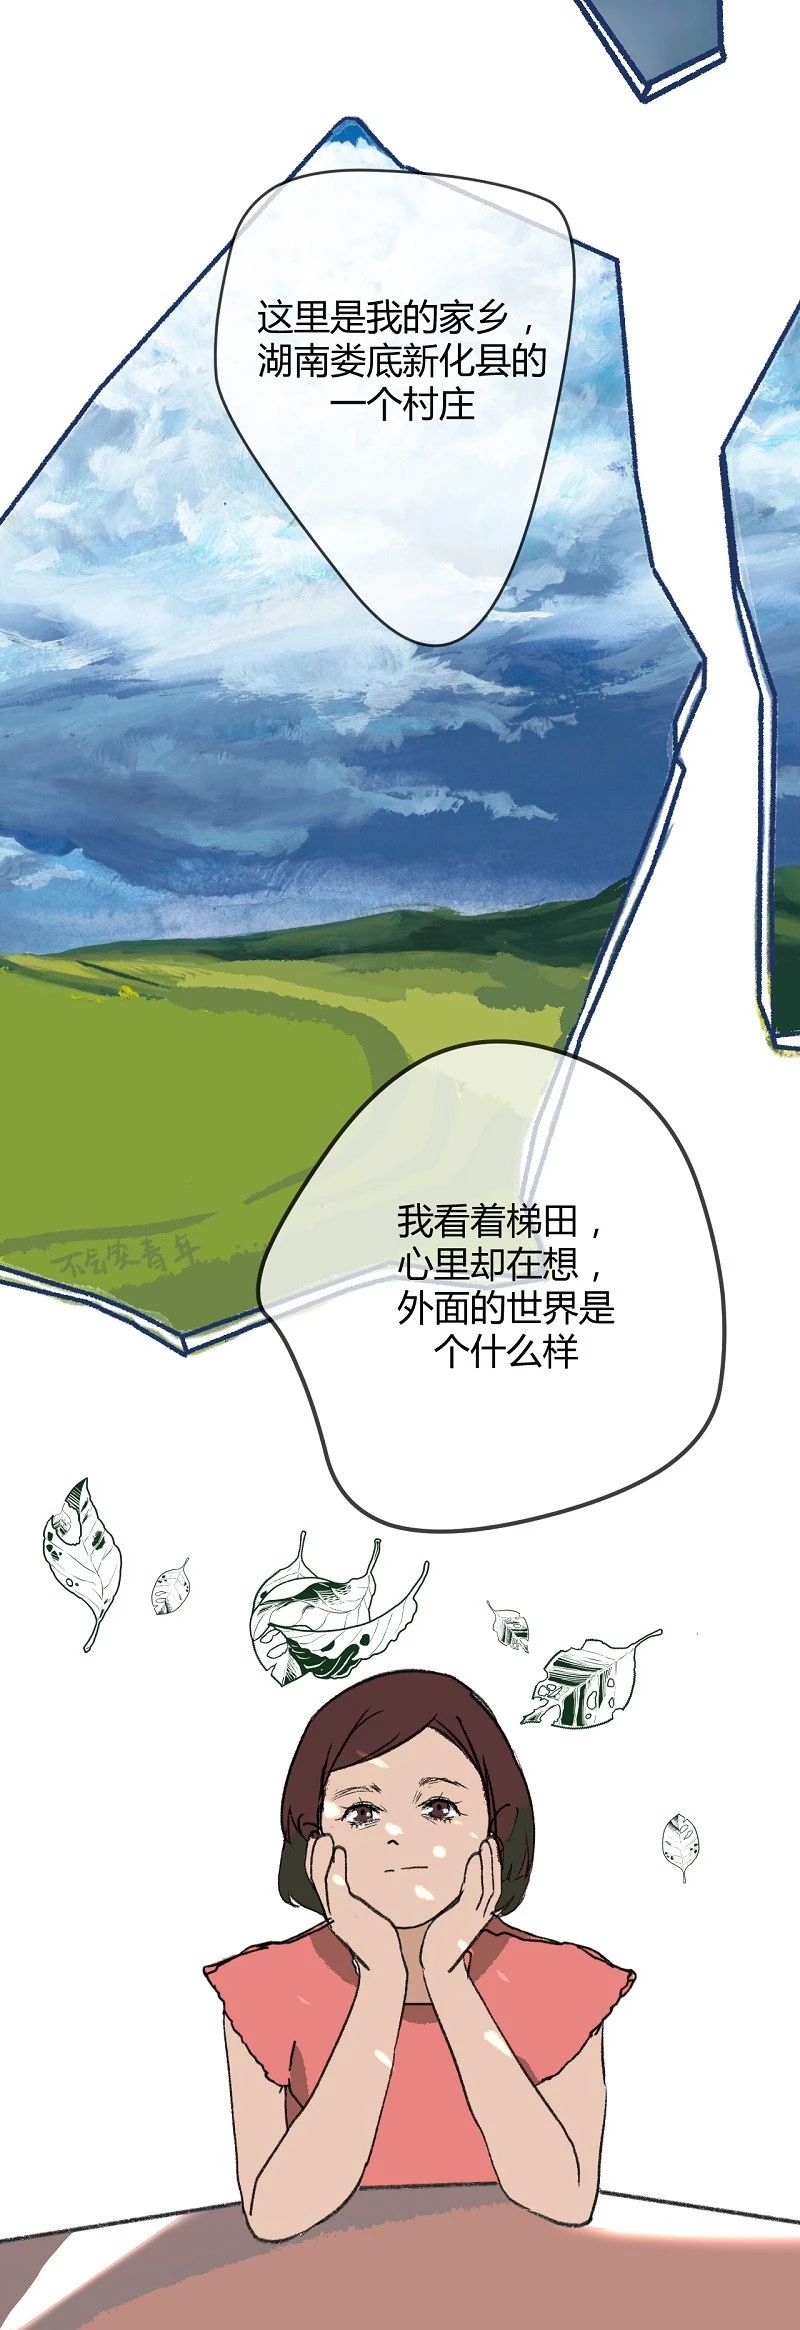 这里是我的家乡，
湖南娄底新化县的
一个村庄
我看着梯田，
心里却在想，
外面的世界是
个什么样